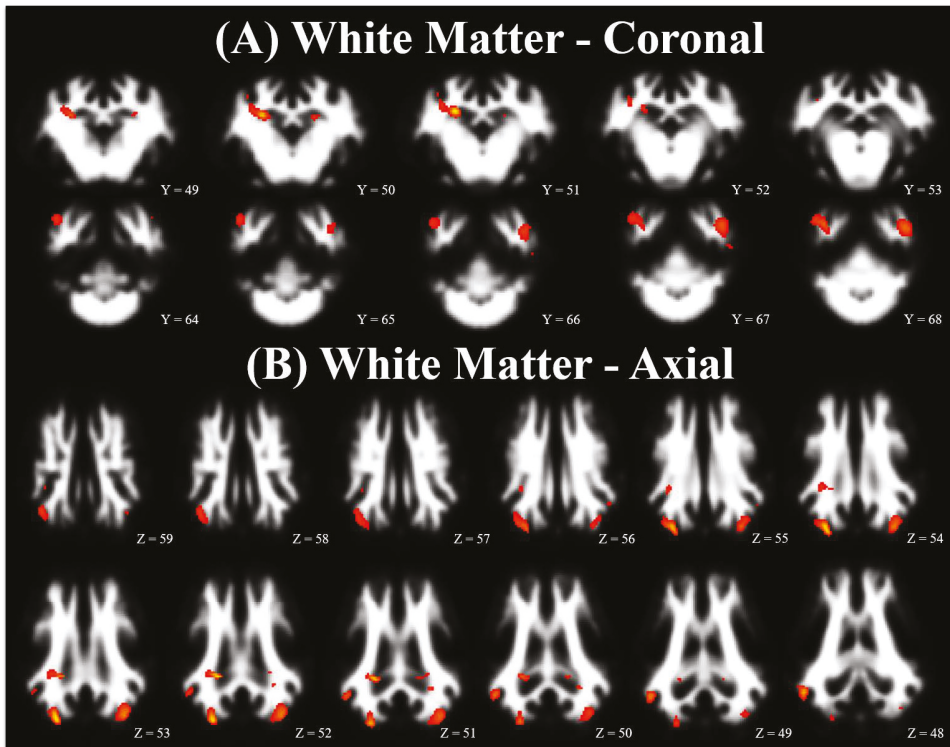 (A) White Matter - Coronal
Y = 49
Y = 50
Y = 51
Y = 52
Y = 53
Y = 64
Y = 65
Y = 66
Y = 67
Y = 68
(B) White Matter - Axial
Z = 59
Z = 58
Z = 57
Z = 56
Z = 55
Z = 54
Z = 53
Z = 52
Z = 51
Z = 50
Z = 49
Z = 48